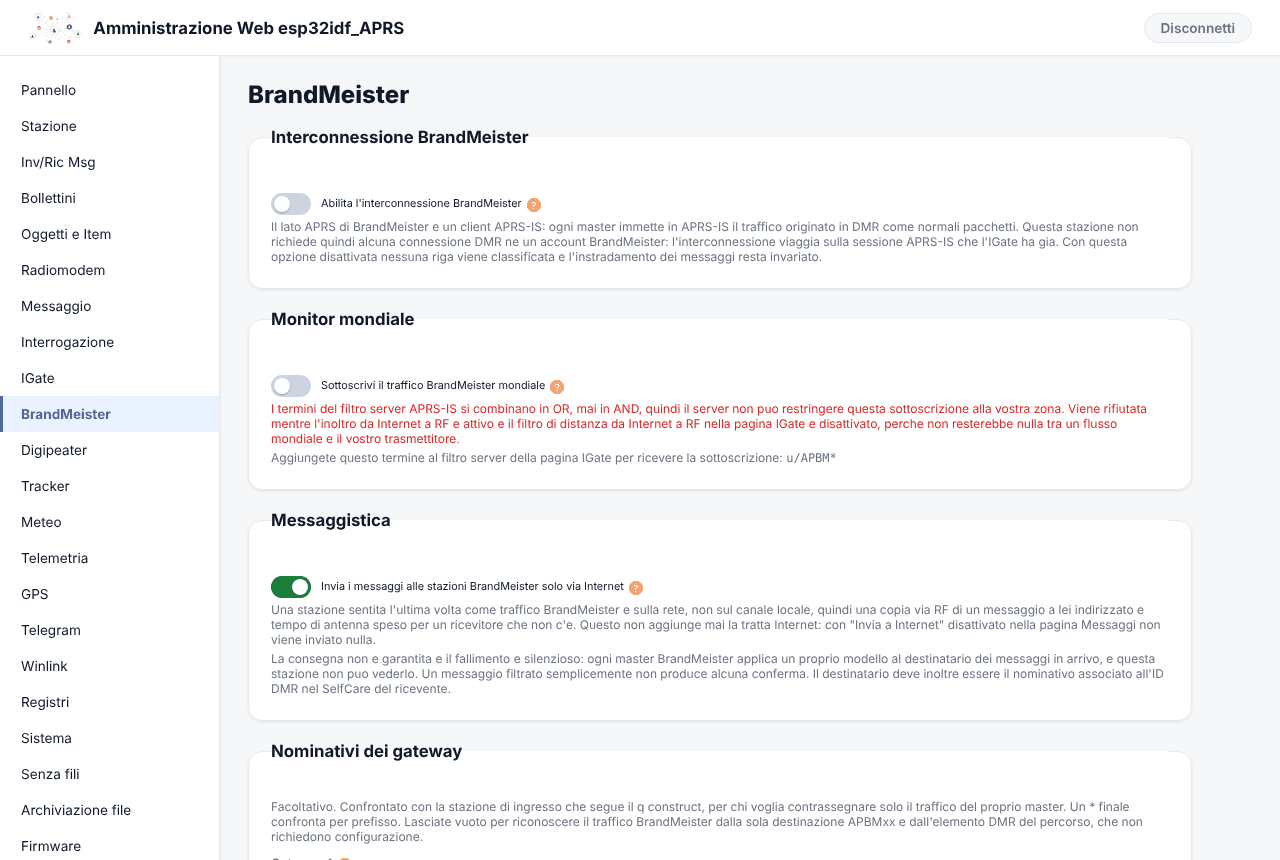 Amministrazione Web esp32idf_APRS
Disconnetti
Pannello
Stazione
Inv/Ric Msg
Bollettini
Oggetti e Item
Radiomodem
Messaggio
Interrogazione
IGate
BrandMeister
Digipeater
Tracker
Meteo
Telemetria
GPS
Telegram
Winlink
Registri
Sistema
Senza fili
Archiviazione file
Firmware
BrandMeister
Interconnessione BrandMeister
Abilita l'interconnessione BrandMeister ?
Il lato APRS di BrandMeister e un client APRS-IS: ogni master immette in APRS-IS il traffico originato in DMR come normali pacchetti. Questa stazione non
richiede quindi alcuna connessione DMR ne un account BrandMeister: l'interconnessione viaggia sulla sessione APRS-IS che l'IGate ha gia. Con questa
opzione disattivata nessuna riga viene classificata e l'instradamento dei messaggi resta invariato.
Monitor mondiale
Sottoscrivi il traffico BrandMeister mondiale ?
I termini del filtro server APRS-IS si combinano in OR, mai in AND, quindi il server non puo restringere questa sottoscrizione alla vostra zona. Viene rifiutata
mentre l'inoltro da Internet a RF e attivo e il filtro di distanza da Internet a RF nella pagina IGate e disattivato, perche non resterebbe nulla tra un flusso
mondiale e il vostro trasmettitore.
Aggiungete questo termine al filtro server della pagina IGate per ricevere la sottoscrizione: u/APBM*
Messaggistica
Invia i messaggi alle stazioni BrandMeister solo via Internet ?
Una stazione sentita l'ultima volta come traffico BrandMeister e sulla rete, non sul canale locale, quindi una copia via RF di un messaggio a lei indirizzato e
tempo di antenna speso per un ricevitore che non c'e. Questo non aggiunge mai la tratta Internet: con "Invia a Internet" disattivato nella pagina Messaggi non
viene inviato nulla.
La consegna non e garantita e il fallimento e silenzioso: ogni master BrandMeister applica un proprio modello al destinatario dei messaggi in arrivo, e questa
stazione non puo vederlo. Un messaggio filtrato semplicemente non produce alcuna conferma. Il destinatario deve inoltre essere il nominativo associato all'ID
DMR nel SelfCare del ricevente.
Nominativi dei gateway
Facoltativo. Confrontato con la stazione di ingresso che segue il q construct, per chi voglia contrassegnare solo il traffico del proprio master. Un * finale
confronta per prefisso. Lasciate vuoto per riconoscere il traffico BrandMeister dalla sola destinazione APBMxx e dall'elemento DMR del percorso, che non
richiedono configurazione.